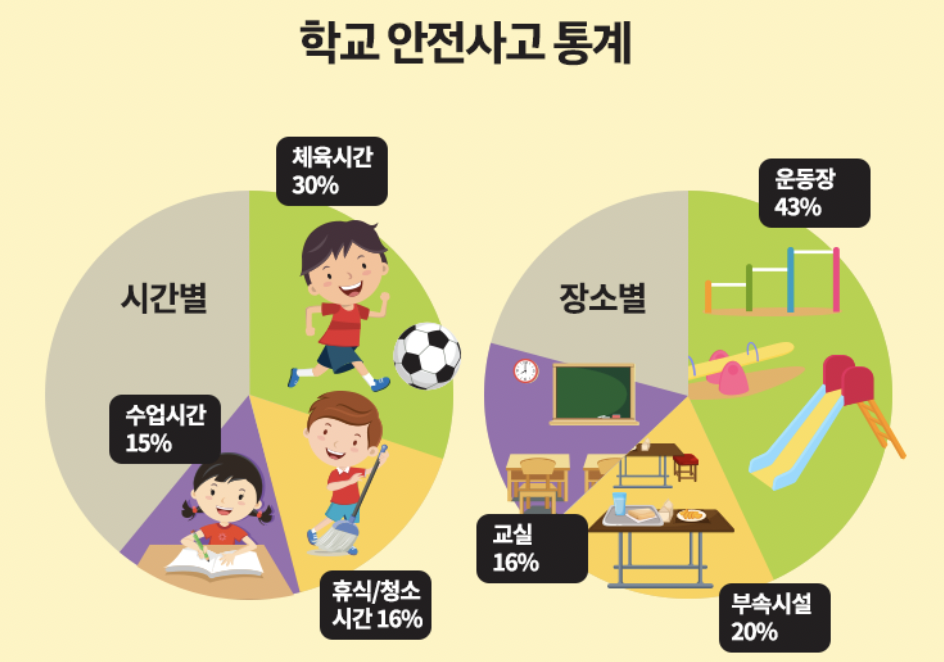 학교 안전사고 통계
체육시간
30%
시간별
수업시간
15%
휴식/청소
시간 16%
운동장
43%
장소별
교실
16%
부속시설
20%